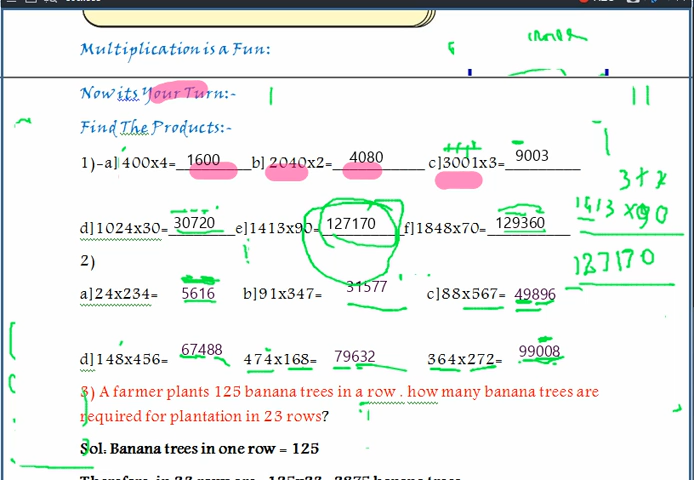 Multiplication is a Fun:
inside
Now its Your Turn:-
Find The Products:-
1)-a]400x4= 1600 b] 2040x2= 4080 c]3001x3= 9003
d]1024x30= 30720 e]1413x90= 127170 f]1848x70= 129360
1413 x 90
127170
2)
a]24x234= 5616 b]91x347= 31577 c]88x567= 49896
d]148x456= 67488 474x168= 79632 364x272= 99008
3) A farmer plants 125 banana trees in a row . how many banana trees are
required for plantation in 23 rows?
Sol: Banana trees in one row = 125